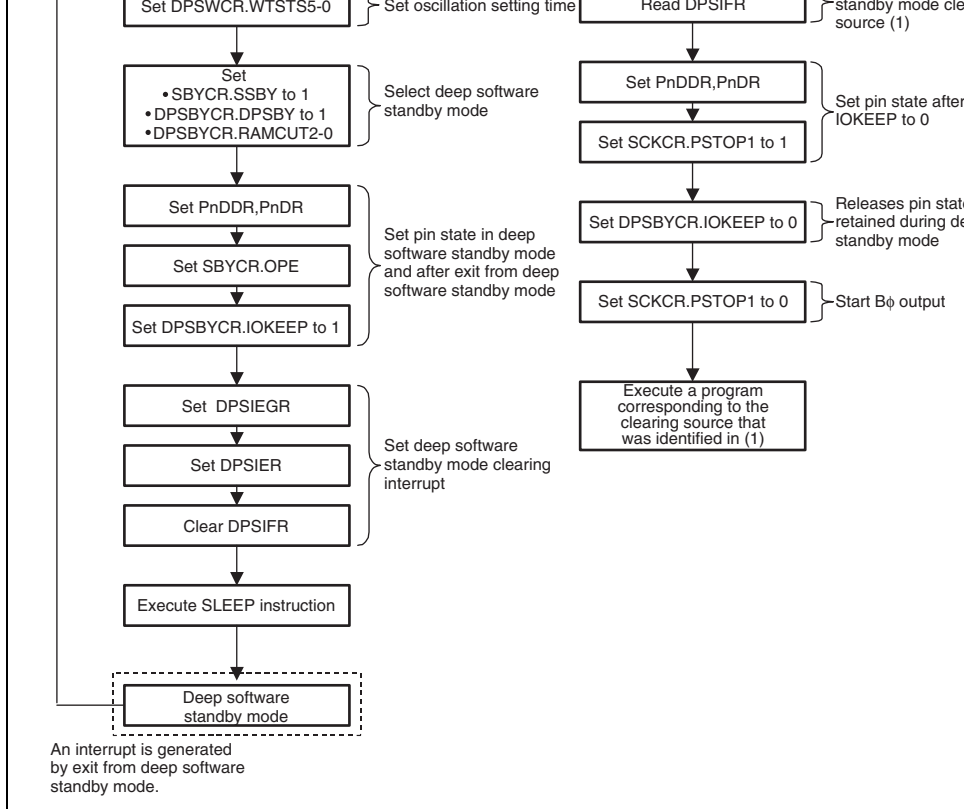 Set DPSWCR.WTSTS5-0
Set oscillation setting time
Set
• SBYCR.SSBY to 1
• DPSBYCR.DPSBY to 1
• DPSBYCR.RAMCUT2-0
Select deep software
standby mode
Set PnDDR,PnDR
Set SBYCR.OPE
Set DPSBYCR.IOKEEP to 1
Set pin state in deep
software standby mode
and after exit from deep
software standby mode
Set DPSIEGR
Set DPSIER
Clear DPSIFR
Set deep software
standby mode clearing
interrupt
Execute SLEEP instruction
Deep software
standby mode
An interrupt is generated
by exit from deep software
standby mode.
Read DPSIFR
standby mode cle
source (1)
Set PnDDR,PnDR
Set SCKCR.PSTOP1 to 1
Set pin state after
IOKEEP to 0
Set DPSBYCR.IOKEEP to 0
Releases pin state
retained during de
standby mode
Set SCKCR.PSTOP1 to 0
Start Bϕ output
Execute a program
corresponding to the
clearing source that
was identified in (1)